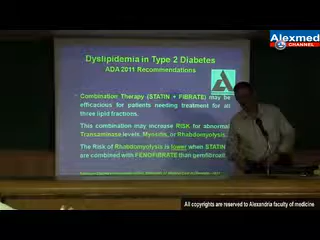 Alexmed
CHANNEL
Dyslipidemia in Type 2 Diabetes
ADA 2011 Recommendations
Combination Therapy (STATIN + FIBRATE) may be
efficacious for patients needing treatment for all
three lipid fractions.
This combination may increase RISK for abnormal
Transaminase levels, Myositis, or Rhabdomyolysis.
The Risk of Rhabdomyolysis is lower when STATIN
are combined with FENOFIBRATE than gemfibrozil.
All copyrights are reserved to Alexandria faculty of medicine